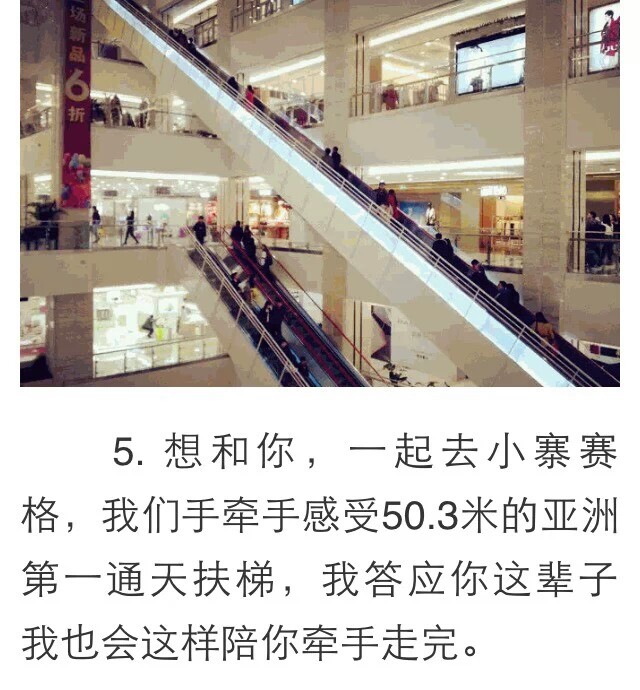 场新品
6
折
5. 想和你，一起去小寨赛
格，我们手牵手感受50.3米的亚洲
第一通天扶梯，我答应你这辈子
我也会这样陪你牵手走完。